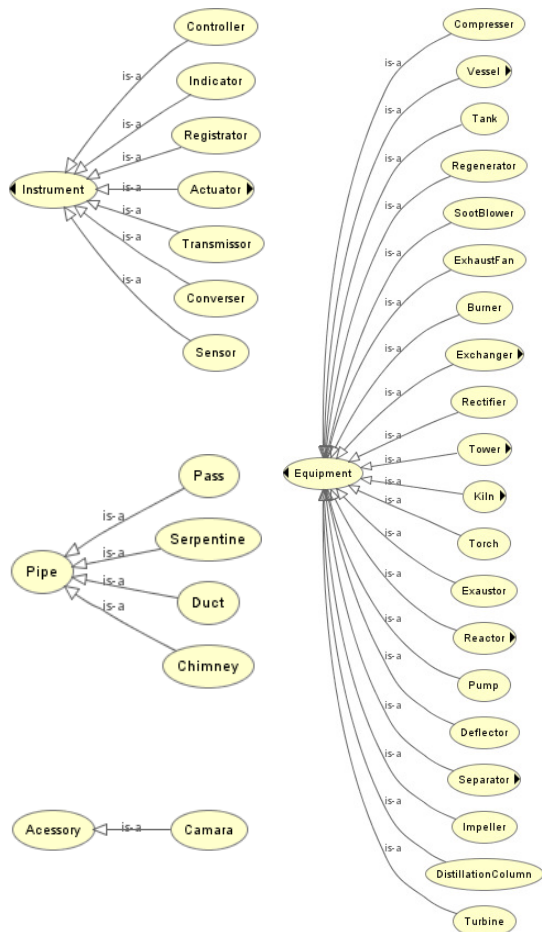 Controller
is-a
Indicator
is-a
Registrator
is-a
Instrument
Actuator
is-a
Transmissor
is-a
Converser
is-a
Sensor
is-a
Pass
is-a
Serpentine
is-a
Pipe
Duct
is-a
Chimney
is-a
Acessory
is-a
Camara
Compresser
is-a
Vessel
is-a
Tank
is-a
Regenerator
is-a
SootBlower
is-a
ExhaustFan
is-a
Burner
is-a
Exchanger
is-a
Rectifier
is-a
Tower
is-a
Equipment
Kiln
is-a
Torch
is-a
Exaustor
is-a
Reactor
is-a
Pump
is-a
Deflector
is-a
Separator
is-a
Impeller
is-a
DistillationColumn
is-a
Turbine
is-a